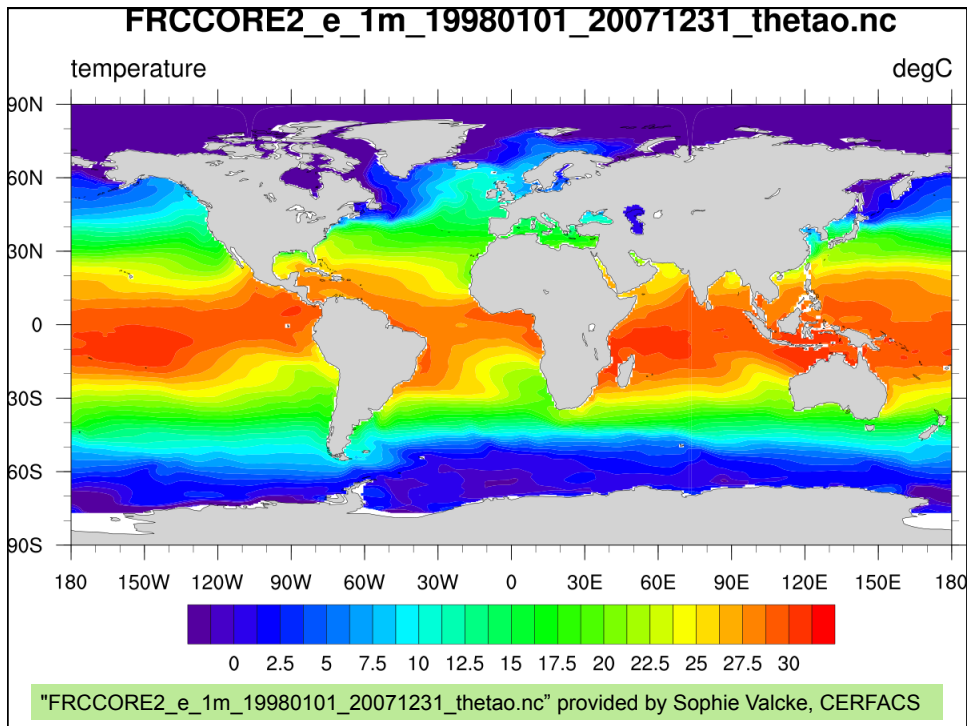 FRCCORE2_e_1m_19980101_20071231_thetao.nc
temperature degC
90N
60N
30N
0
30S
60S
90S
180 150W 120W 90W 60W 30W 0 30E 60E 90E 120E 150E 180
0 2.5 5 7.5 10 12.5 15 17.5 20 22.5 25 27.5 30
"FRCCORE2_e_1m_19980101_20071231_thetao.nc” provided by Sophie Valcke, CERFACS